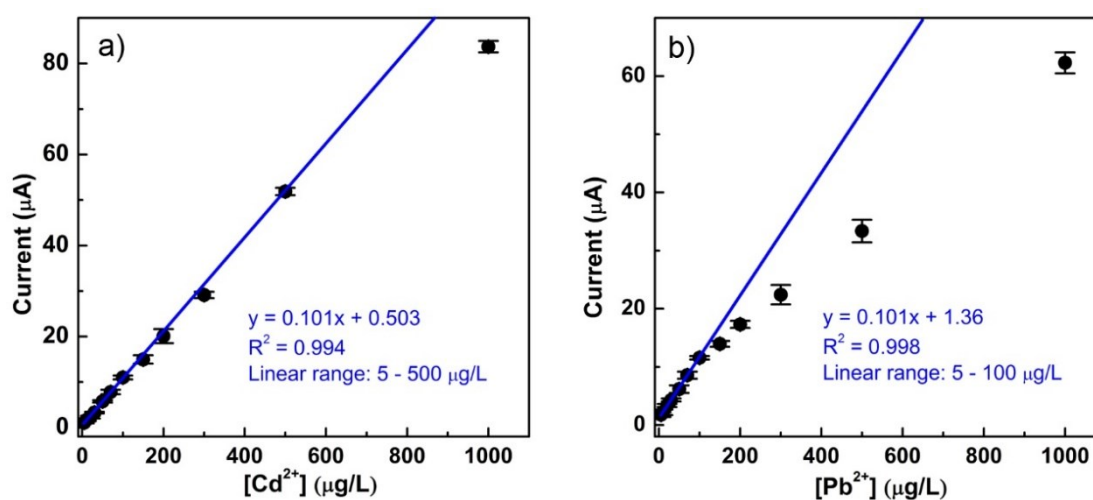 a)
80
60
40
20
0
Current (μA)
y = 0.101x + 0.503
R² = 0.994
Linear range: 5 - 500 μg/L
0 200 400 600 800 1000
[Cd²⁺] (μg/L)
b)
60
40
20
0
Current (μA)
y = 0.101x + 1.36
R² = 0.998
Linear range: 5 - 100 μg/L
0 200 400 600 800 1000
[Pb²⁺] (μg/L)